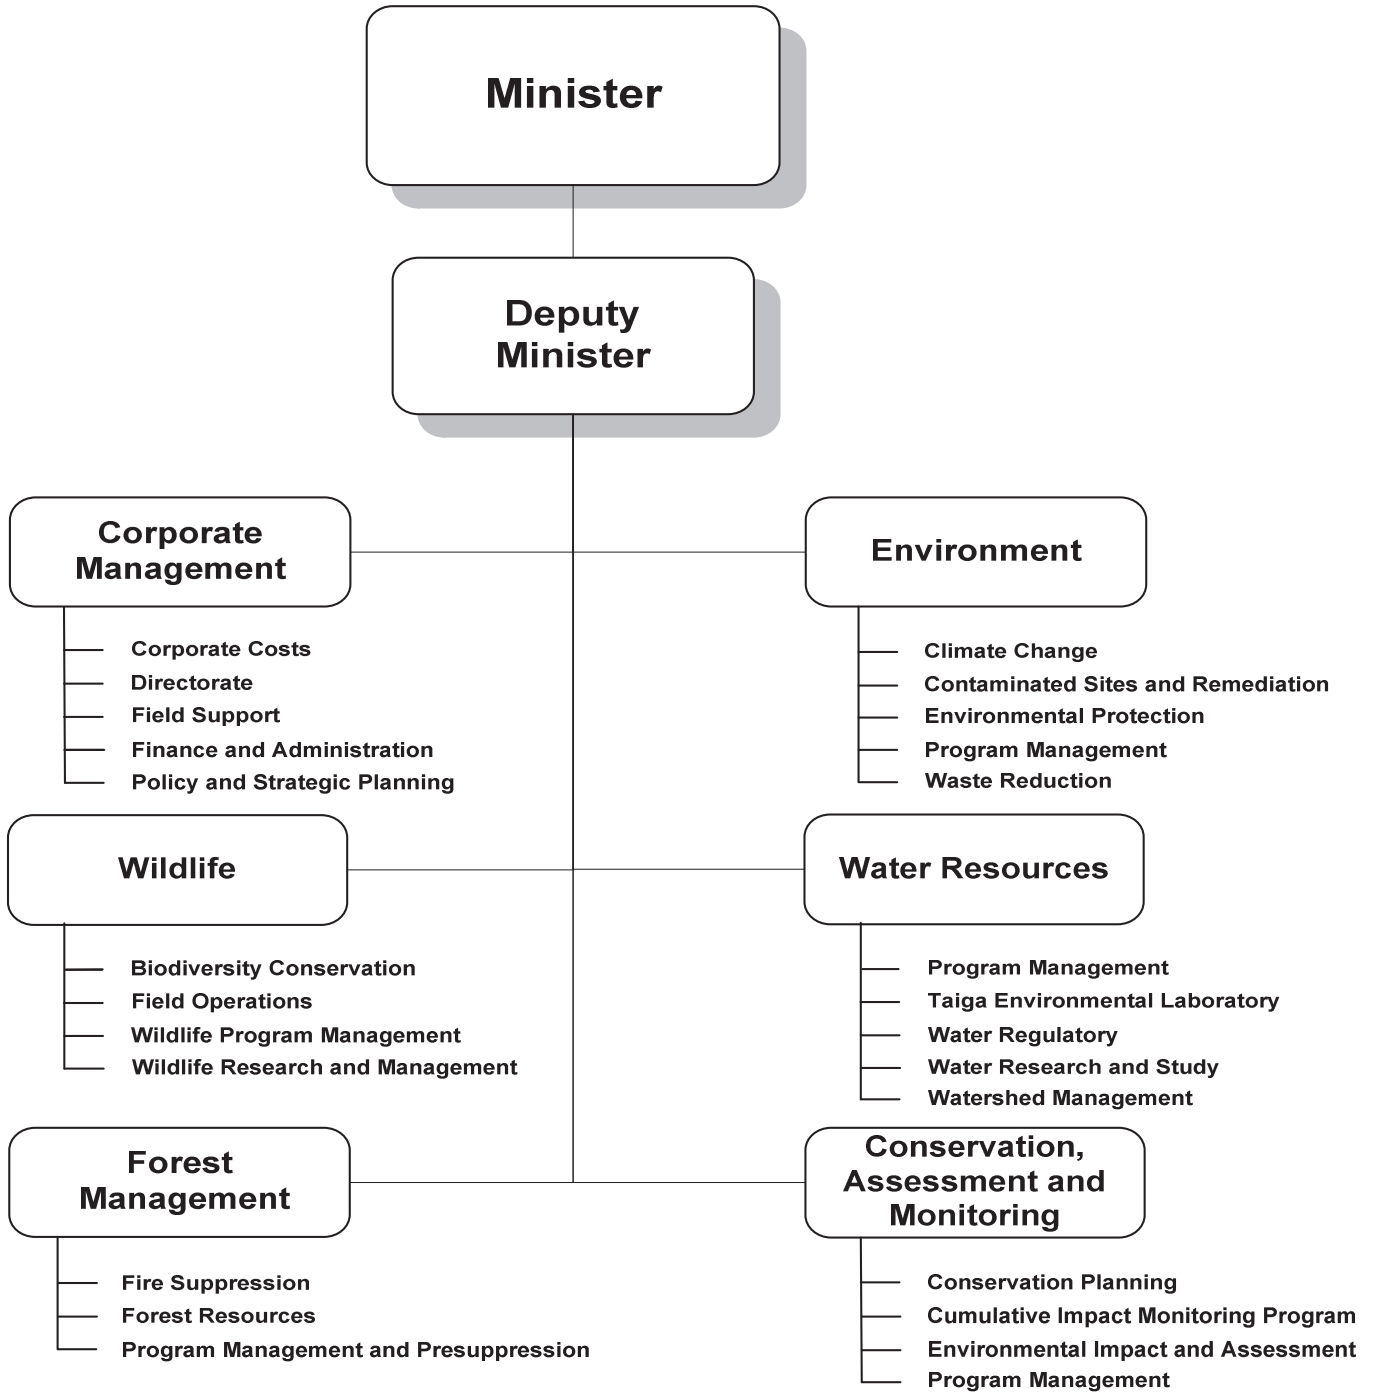 Minister
Deputy
Minister
Corporate
Management
Corporate Costs
Directorate
Field Support
Finance and Administration
Policy and Strategic Planning
Environment
Climate Change
Contaminated Sites and Remediation
Environmental Protection
Program Management
Waste Reduction
Wildlife
Biodiversity Conservation
Field Operations
Wildlife Program Management
Wildlife Research and Management
Water Resources
Program Management
Taiga Environmental Laboratory
Water Regulatory
Water Research and Study
Watershed Management
Forest
Management
Fire Suppression
Forest Resources
Program Management and Presuppression
Conservation,
Assessment and
Monitoring
Conservation Planning
Cumulative Impact Monitoring Program
Environmental Impact and Assessment
Program Management